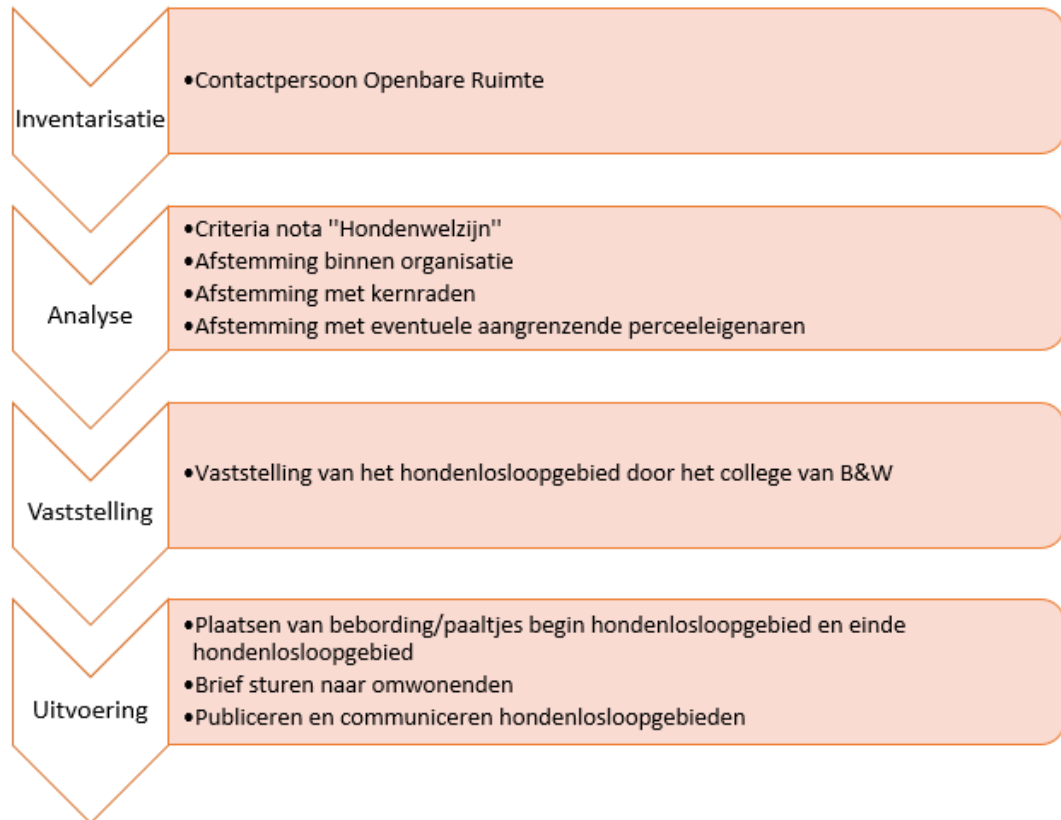 Inventarisatie
•Contactpersoon Openbare Ruimte
Analyse
•Criteria nota "Hondenwelzijn"
•Afstemming binnen organisatie
•Afstemming met kernraden
•Afstemming met eventuele aangrenzende perceeleigenaren
Vaststelling
•Vaststelling van het hondenlosloopgebied door het college van B&W
Uitvoering
•Plaatsen van bebording/paaltjes begin hondenlosloopgebied en einde
hondenlosloopgebied
•Brief sturen naar omwonenden
•Publiceren en communiceren hondenlosloopgebieden